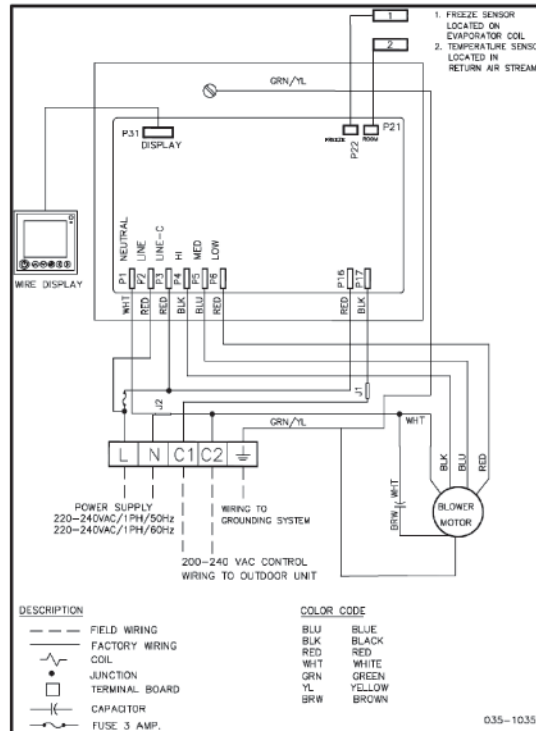 1. FREEZE SENSOR
LOCATED ON
EVAPORATOR COIL
2. TEMPERATURE SENSO
LOCATED IN
RETURN AIR STREAM
1
2
GRN/YL
P31
DISPLAY
FREEZE
P22
ROOM
P21
WIRE DISPLAY
NEUTRAL
LINE
LINE-C
HI
MED
LOW
P1
P2
P3
P4
P5
P6
P16
P17
WHT
RED
RED
BLK
BLU
RED
RED
BLK
J2
J1
GRN/YL
WHT
BLK
BLU
RED
L N C1 C2
WHT
BRW
BLOWER
MOTOR
POWER SUPPLY
220-240VAC/1PH/50Hz
220-240VAC/1PH/60Hz
WIRING TO
GROUNDING SYSTEM
200-240 VAC CONTROL
WIRING TO OUTDOOR UNIT
DESCRIPTION
FIELD WIRING
FACTORY WIRING
COIL
JUNCTION
TERMINAL BOARD
CAPACITOR
FUSE 3 AMP.
COLOR CODE
BLU BLUE
BLK BLACK
RED RED
WHT WHITE
GRN GREEN
YL YELLOW
BRW BROWN
035-1035